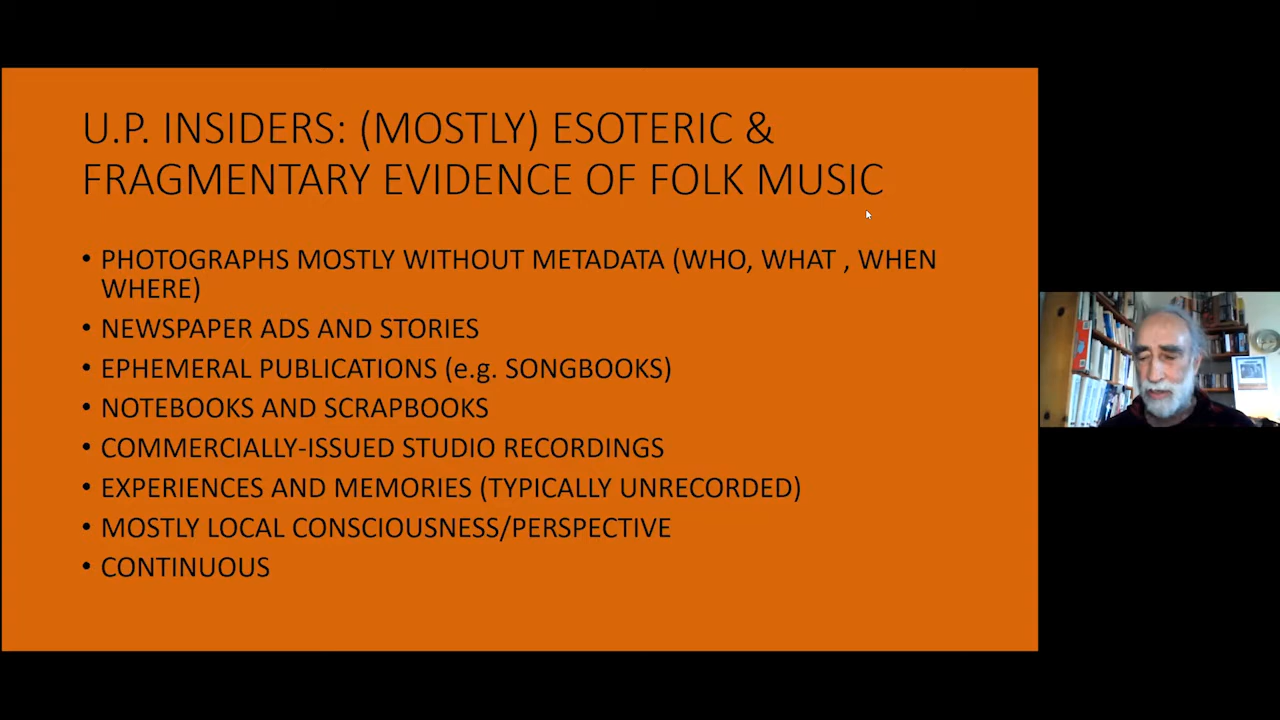 U.P. INSIDERS: (MOSTLY) ESOTERIC &
FRAGMENTARY EVIDENCE OF FOLK MUSIC
• PHOTOGRAPHS MOSTLY WITHOUT METADATA (WHO, WHAT , WHEN
WHERE)
• NEWSPAPER ADS AND STORIES
• EPHEMERAL PUBLICATIONS (e.g. SONGBOOKS)
• NOTEBOOKS AND SCRAPBOOKS
• COMMERCIALLY-ISSUED STUDIO RECORDINGS
• EXPERIENCES AND MEMORIES (TYPICALLY UNRECORDED)
• MOSTLY LOCAL CONSCIOUSNESS/PERSPECTIVE
• CONTINUOUS